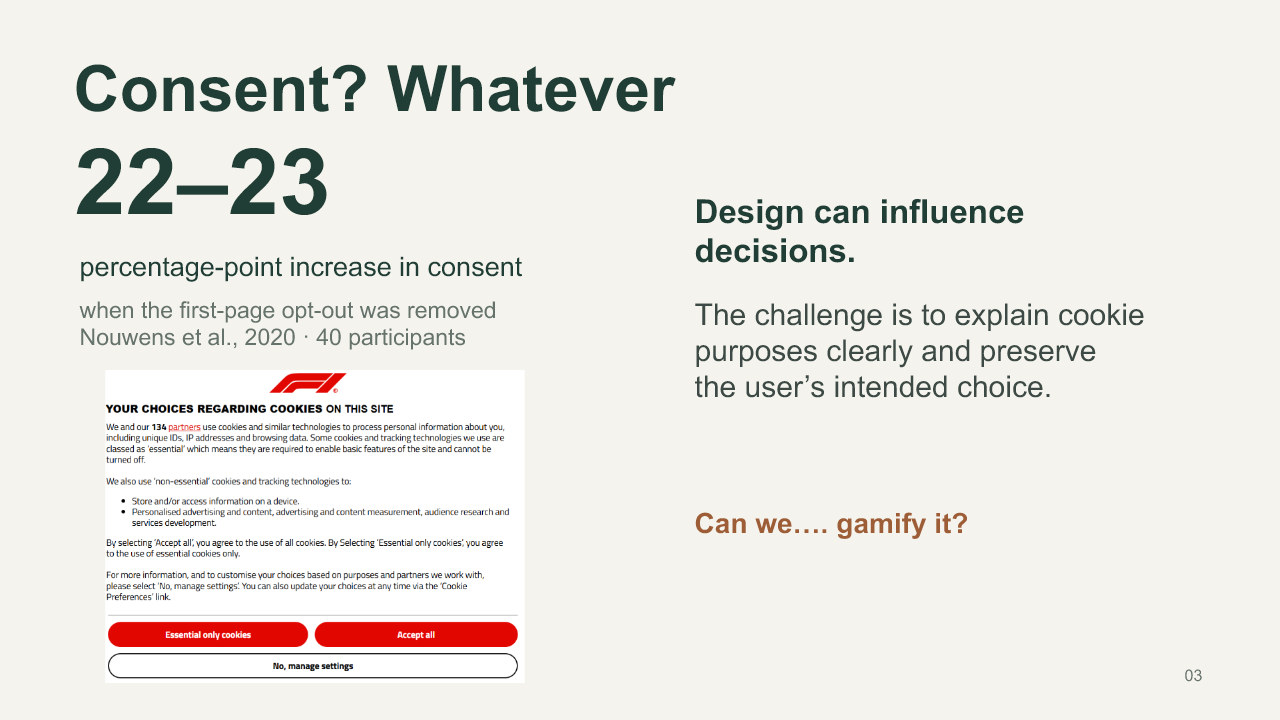 Consent? Whatever
22–23
percentage-point increase in consent
when the first-page opt-out was removed
Nouwens et al., 2020 · 40 participants
F1®
YOUR CHOICES REGARDING COOKIES ON THIS SITE
We and our 134 partners use cookies and similar technologies to process personal information about you,
including unique IDs, IP addresses and browsing data. Some cookies and tracking technologies we use are
classed as ‘essential’ which means they are required to enable basic features of the site and cannot be
turned off.
We also use ‘non-essential’ cookies and tracking technologies to:
• Store and/or access information on a device.
• Personalised advertising and content, advertising and content measurement, audience research and
services development.
By selecting ‘Accept all’, you agree to the use of all cookies. By Selecting ‘Essential only cookies’, you agree
to the use of essential cookies only.
For more information, and to customise your choices based on purposes and partners we work with,
please select ‘No, manage settings’. You can also update your choices at any time via the ‘Cookie
Preferences’ link.
Essential only cookies
Accept all
No, manage settings
Design can influence
decisions.
The challenge is to explain cookie
purposes clearly and preserve
the user’s intended choice.
Can we…. gamify it?
03